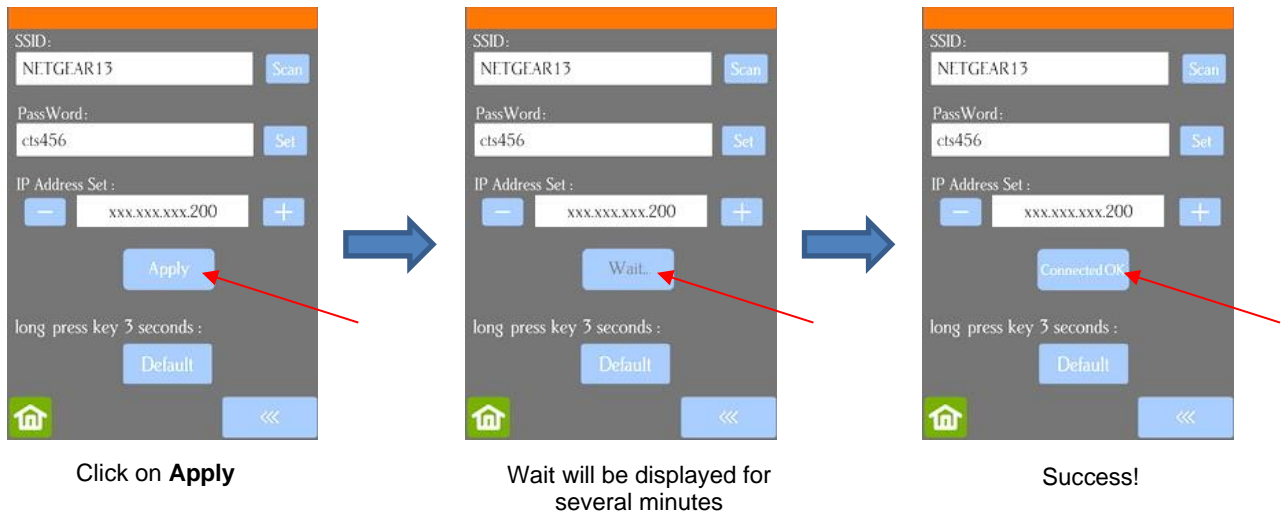 SSID:
NETGEAR13
Scan
PassWord:
cts456
Set
IP Address Set :
—
xxx.xxx.xxx.200
+
Apply
long press key 3 seconds :
Default
<<<
Click on Apply
SSID:
NETGEAR13
Scan
PassWord:
cts456
Set
IP Address Set :
—
xxx.xxx.xxx.200
+
Wait..
long press key 3 seconds :
Default
<<<
Wait will be displayed for
several minutes
SSID:
NETGEAR13
Scan
PassWord:
cts456
Set
IP Address Set :
—
xxx.xxx.xxx.200
+
Connected OK
long press key 3 seconds :
Default
<<<
Success!